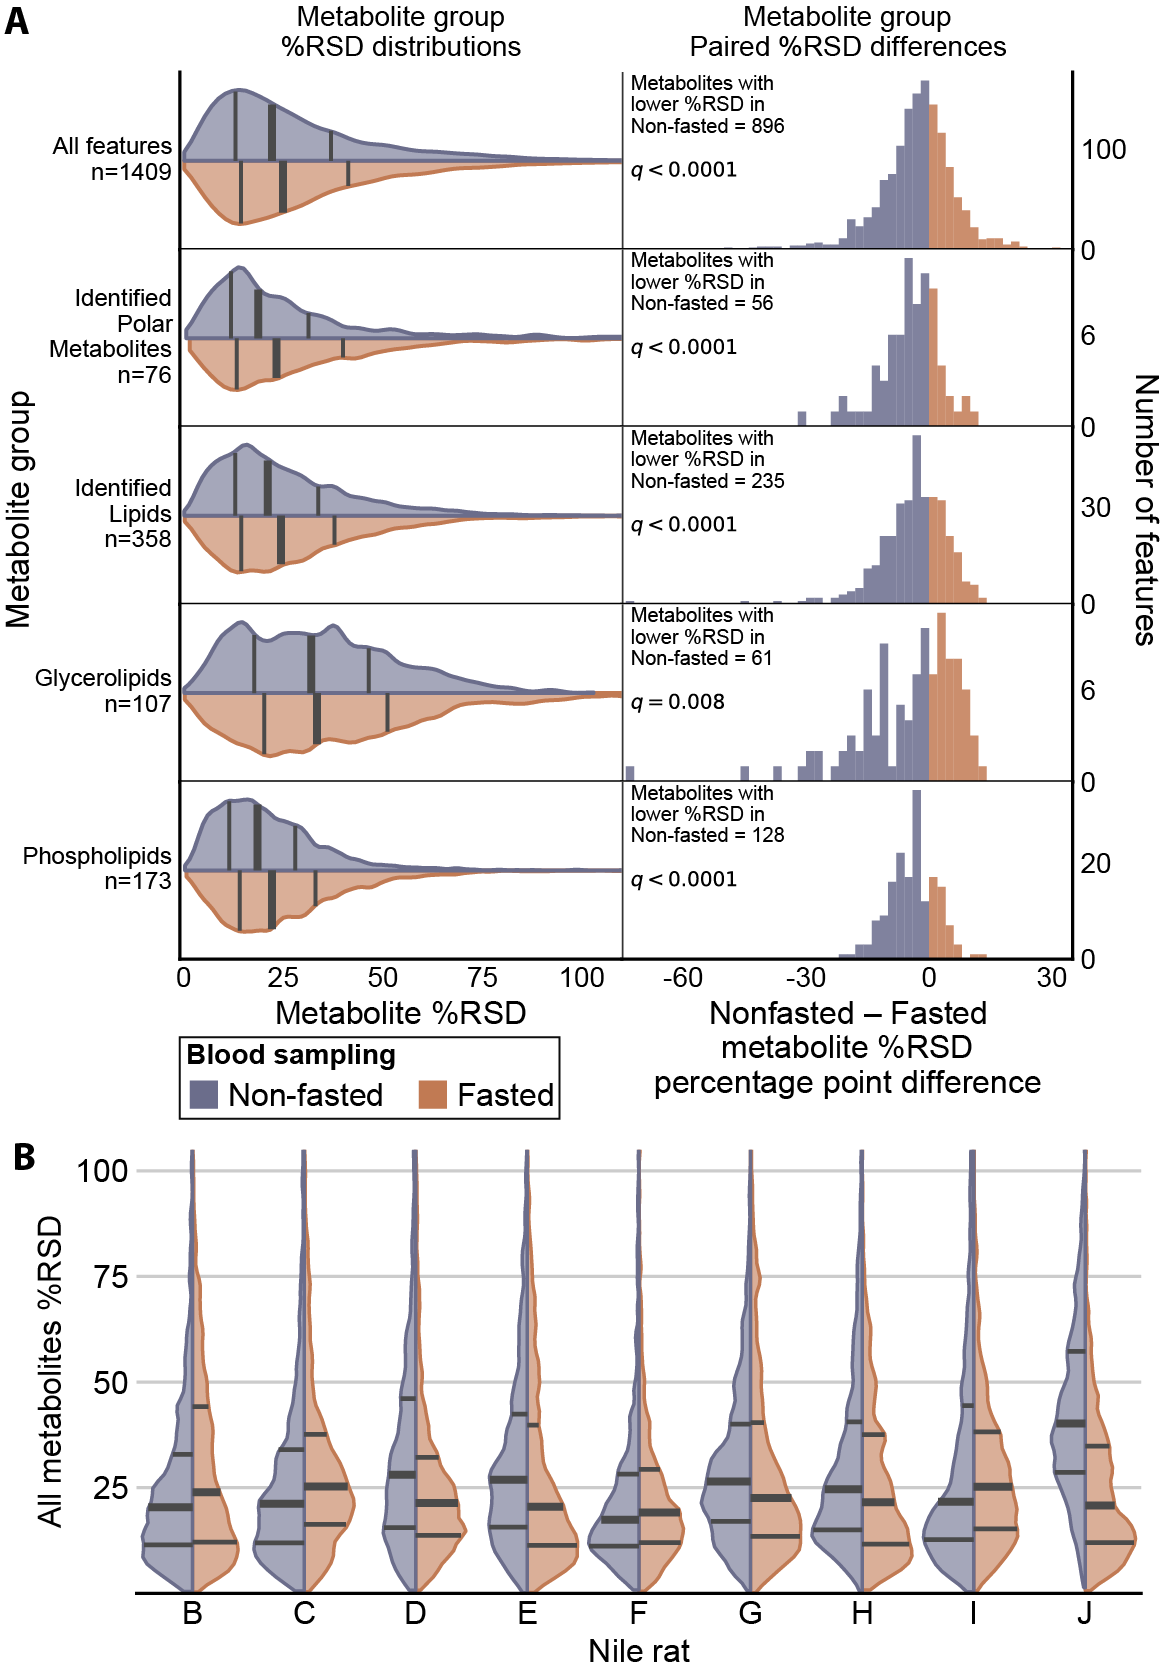 A
Metabolite group
%RSD distributions
Metabolite group
Paired %RSD differences
Metabolite group
All features
n=1409
Metabolites with
lower %RSD in
Non-fasted = 896
q < 0.0001
100
0
Identified
Polar
Metabolites
n=76
Metabolites with
lower %RSD in
Non-fasted = 56
q < 0.0001
6
0
Identified
Lipids
n=358
Metabolites with
lower %RSD in
Non-fasted = 235
q < 0.0001
30
0
Glycerolipids
n=107
Metabolites with
lower %RSD in
Non-fasted = 61
q = 0.008
6
0
Phospholipids
n=173
Metabolites with
lower %RSD in
Non-fasted = 128
q < 0.0001
20
0
Number of features
0 25 50 75 100
-60 -30 0 30
Metabolite %RSD
Nonfasted – Fasted
metabolite %RSD
percentage point difference
Blood sampling
Non-fasted Fasted
B
All metabolites %RSD
100
75
50
25
B C D E F G H I J
Nile rat